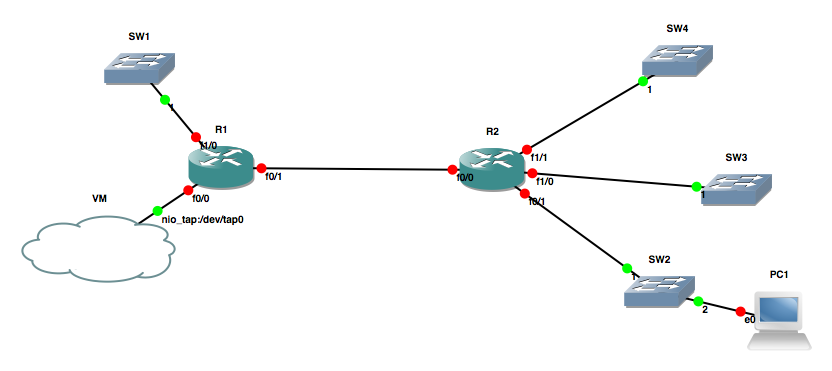 SW4
SW1
1
1
R1
R2
f1/0
f1/1
SW3
f0/1
f0/0
f1/0
1
VM
f0/0
f0/1
nio_tap:/dev/tap0
SW2
1
PC1
2
e0